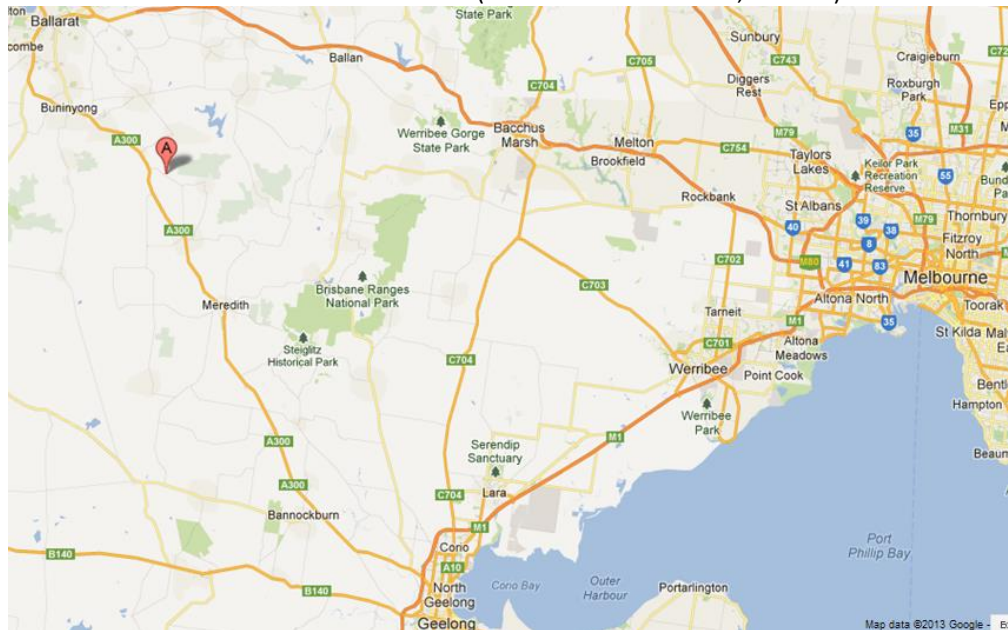 Ballarat
State Park
Sunbury
Craigieburn
Ballan
C704
C705
C743
Diggers
Rest
Roxburgh
Park
Buninyong
A300
Werribee Gorge
State Park
Bacchus
Marsh
Melton
Brookfield
M79
C754
35
M31
Taylors
Lakes
Keilor Park
Recreation
Reserve
55
A
Rockbank
St Albans
Thornbury
A300
40
39
38
M79
Fitzroy
North
8
C702
M80
41
83
Melbourne
Brisbane Ranges
National Park
C703
Meredith
Tarneit
Altona North
Toorak
M1
35
St Kilda
Steiglitz
Historical Park
C704
C701
Altona
Meadows
Werribee
Point Cook
Hampton
Werribee
Park
A300
M1
Serendip
Sanctuary
A300
C704
Lara
Bannockburn
M1
Port
Phillip Bay
B140
Corio
A10
Corio Bay
Outer
Harbour
B140
North
Geelong
Portarlington
Geelong
Map data ©2013 Google -